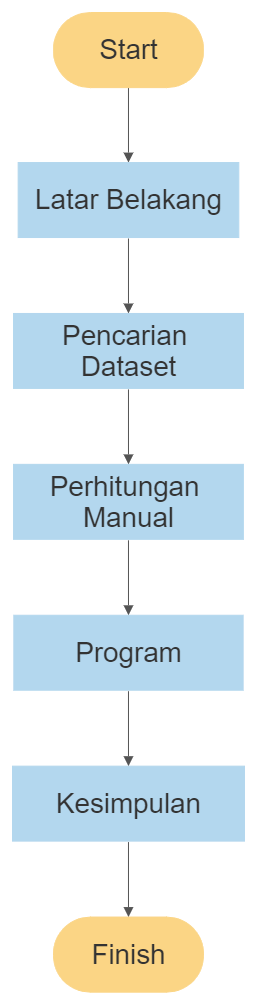 Start
Latar Belakang
Pencarian
Dataset
Perhitungan
Manual
Program
Kesimpulan
Finish